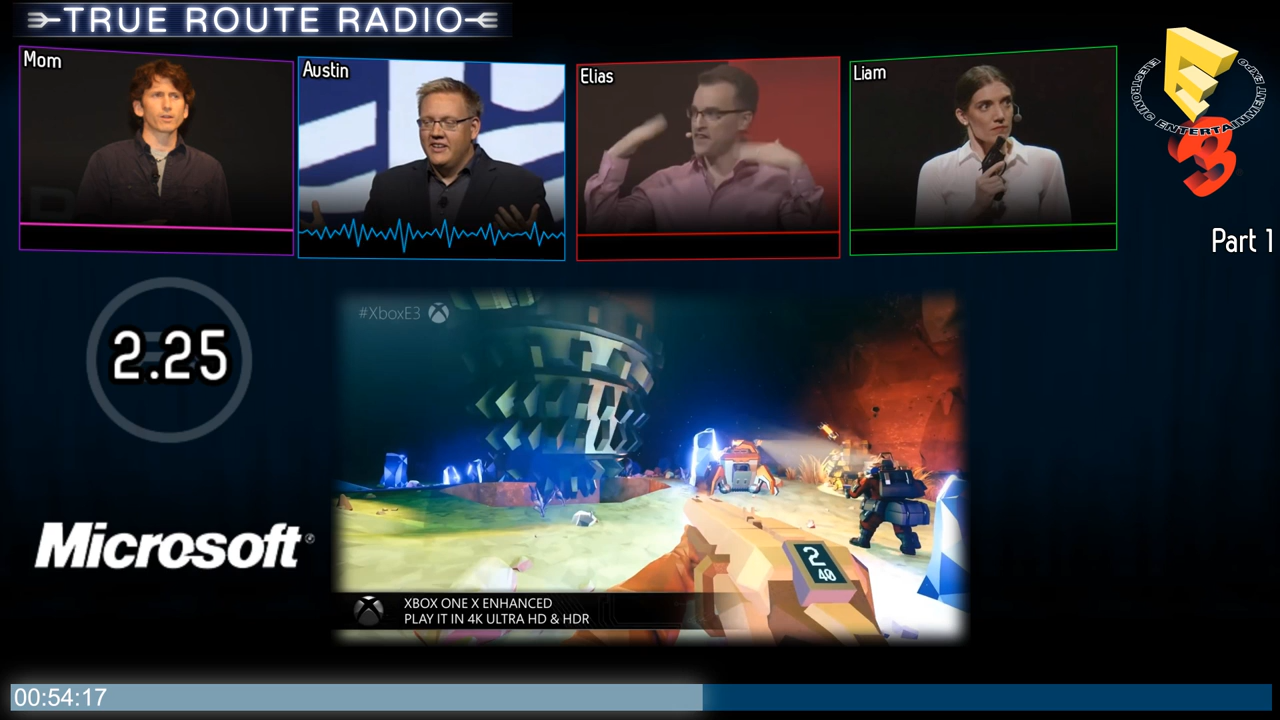 TRUE ROUTE RADIO
Mom
Austin
Elias
Liam
E3
ELECTRONIC ENTERTAINMENT EXPO
Part 1
2.25
#XboxE3
Microsoft®
2
40
XBOX ONE X ENHANCED
PLAY IT IN 4K ULTRA HD & HDR
00:54:17